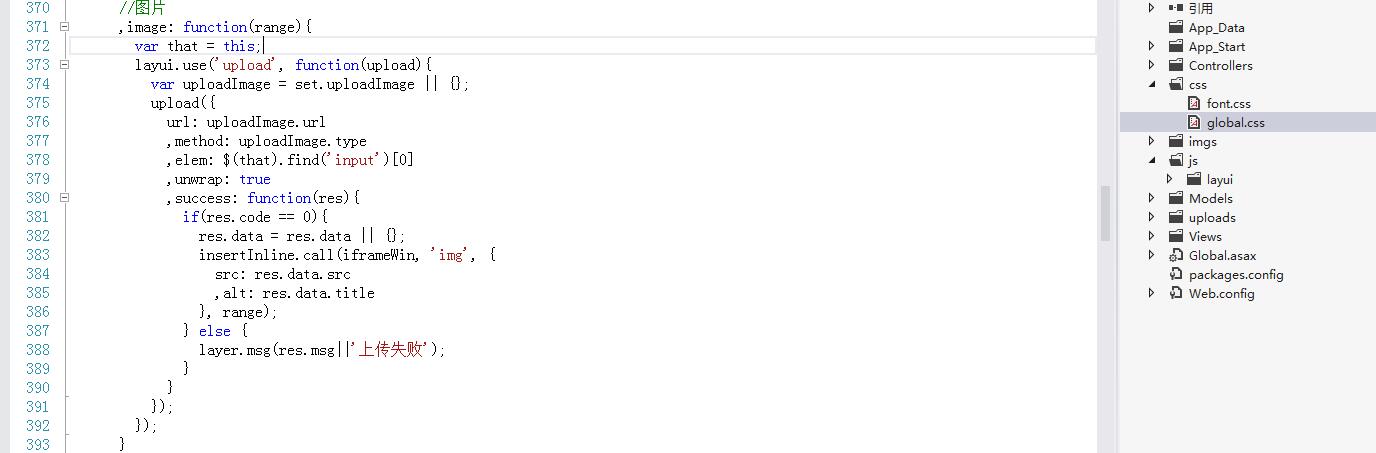 370 //图片
371 ,image: function(range){
372 var that = this;
373 layui.use('upload', function(upload){
374 var uploadImage = set.uploadImage || {};
375 upload({
376 url: uploadImage.url
377 ,method: uploadImage.type
378 ,elem: $(that).find('input')[0]
379 ,unwrap: true
380 ,success: function(res){
381 if(res.code == 0){
382 res.data = res.data || {};
383 insertInline.call(iframeWin, 'img', {
384 src: res.data.src
385 ,alt: res.data.title
386 }, range);
387 } else {
388 layer.msg(res.msg||'上传失败');
389 }
390 }
391 });
392 });
393 }
引用
App_Data
App_Start
Controllers
css
font.css
global.css
imgs
js
layui
Models
uploads
Views
Global.asax
packages.config
Web.config